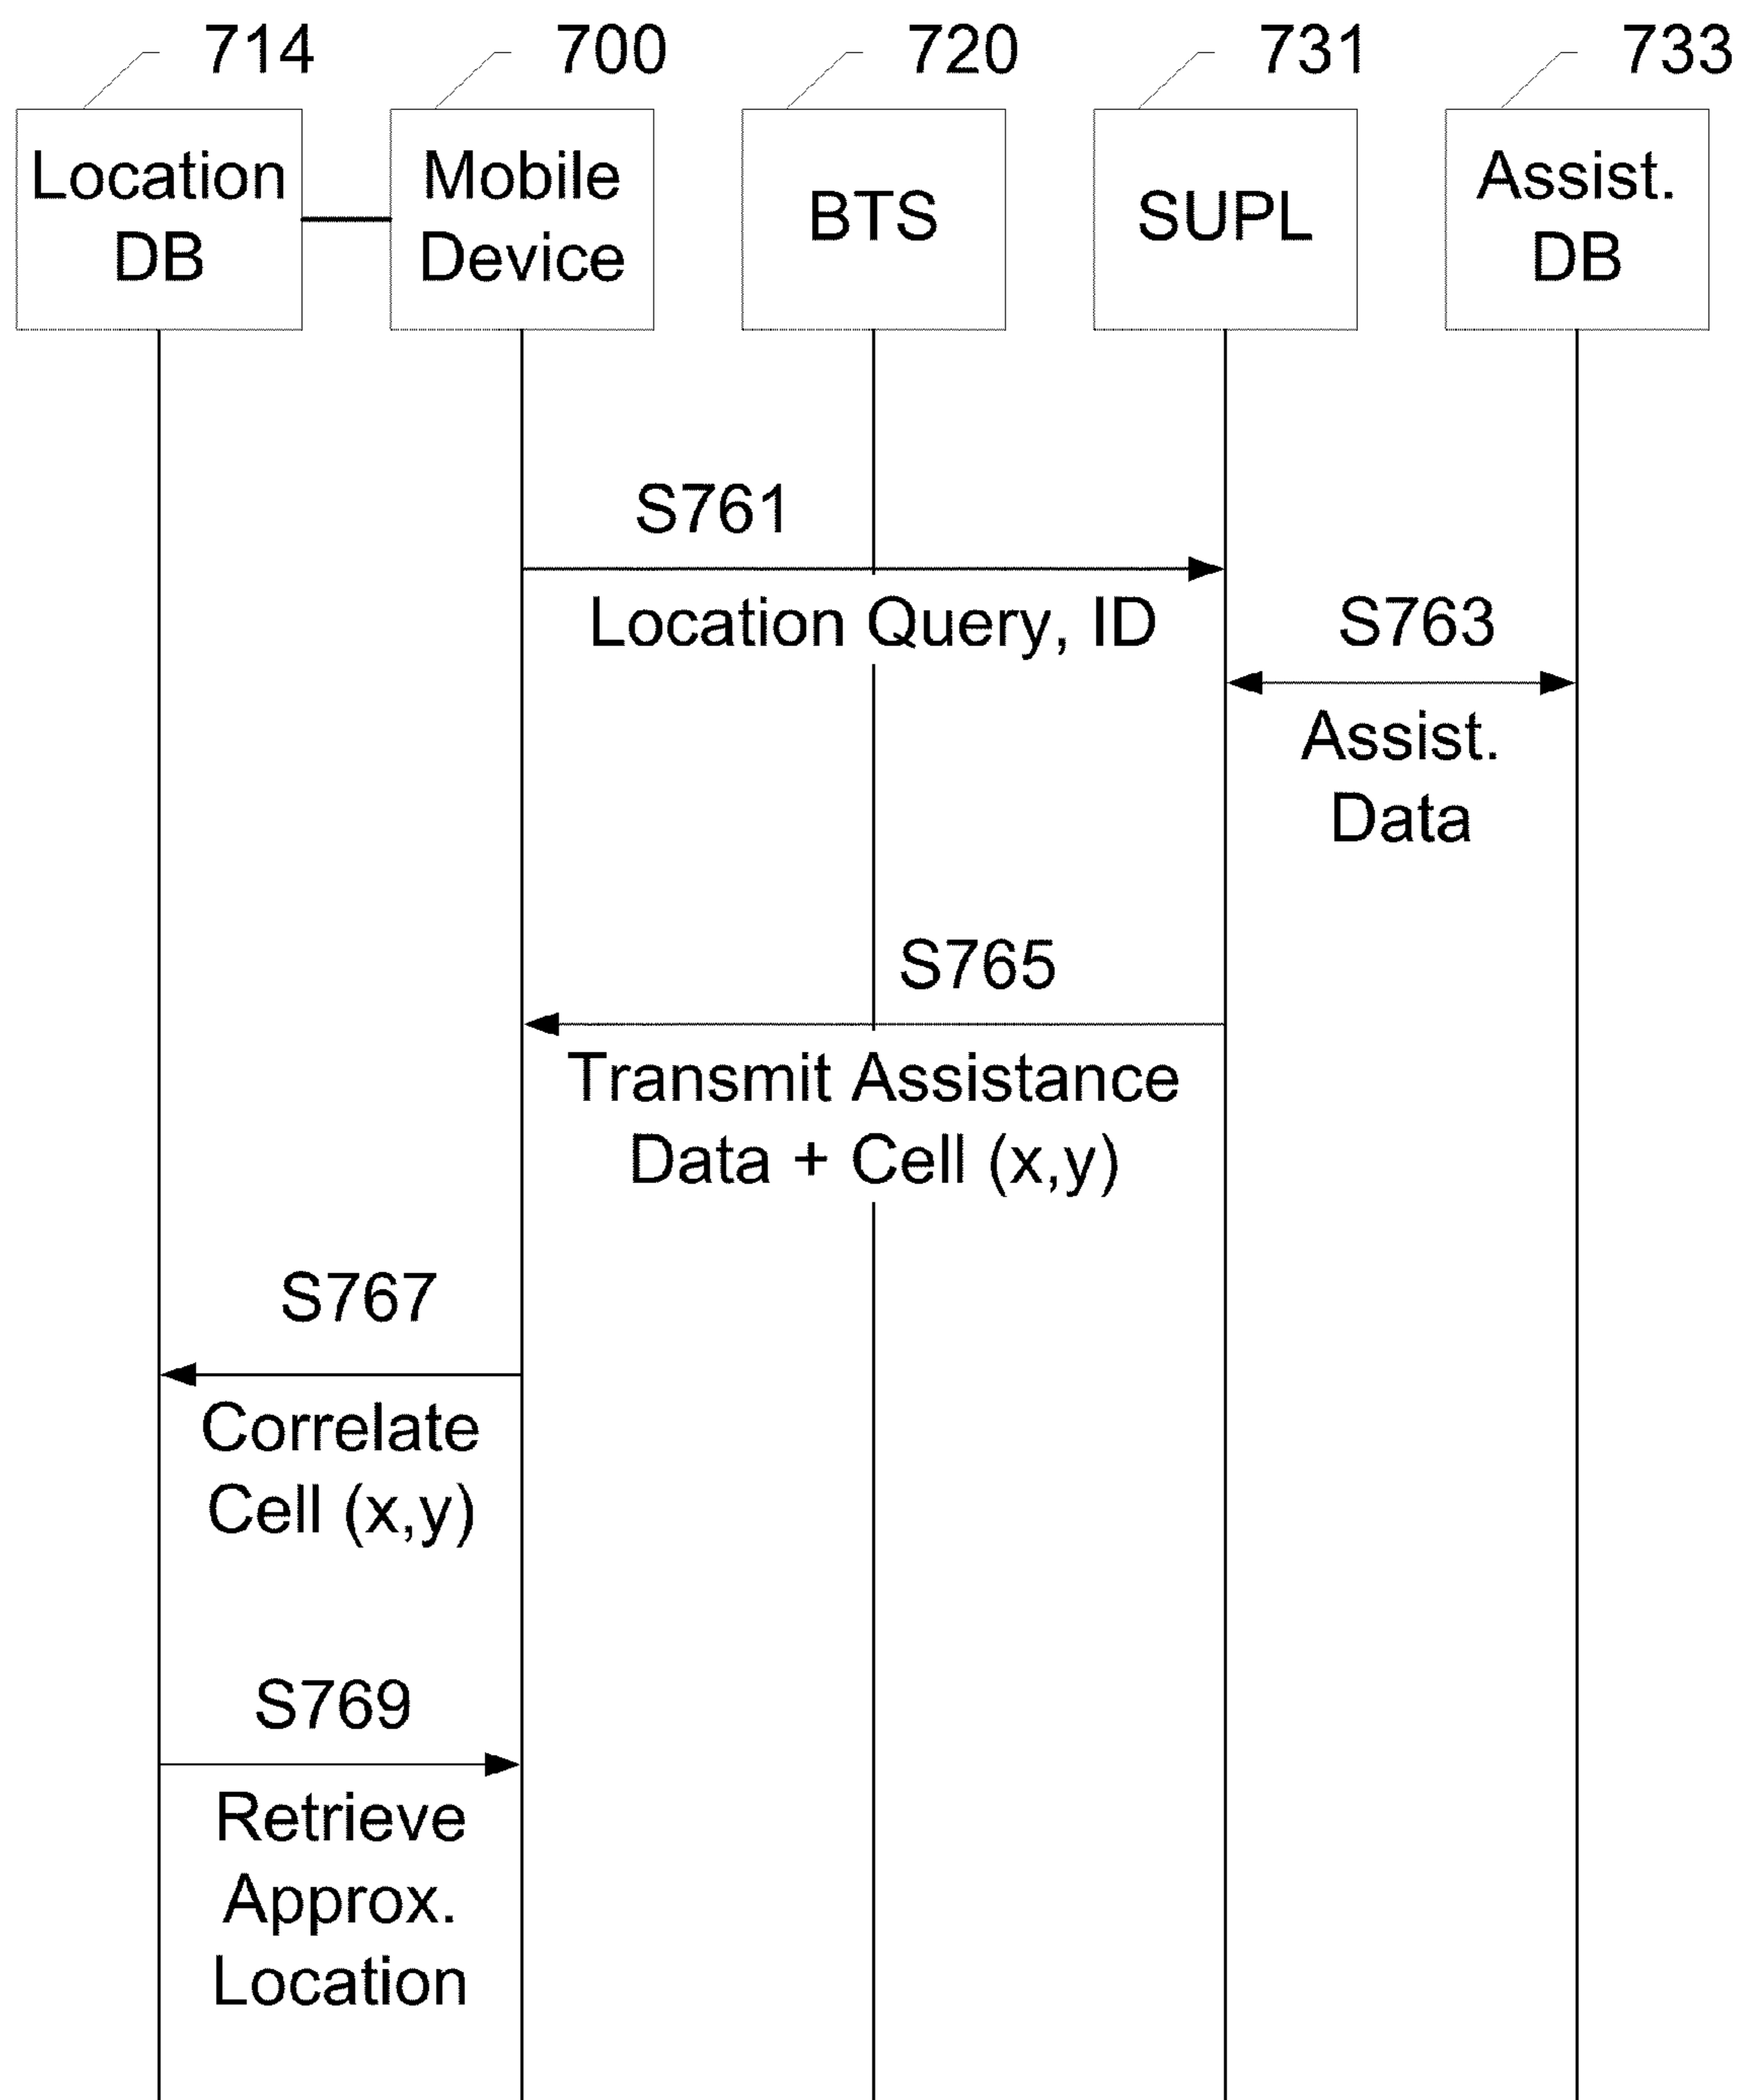 714
700
720
731
733
Location
DB
Mobile
Device
BTS
SUPL
Assist.
DB
S761
Location Query, ID
S763
Assist.
Data
S765
Transmit Assistance
Data + Cell (x,y)
S767
Correlate
Cell (x,y)
S769
Retrieve
Approx.
Location